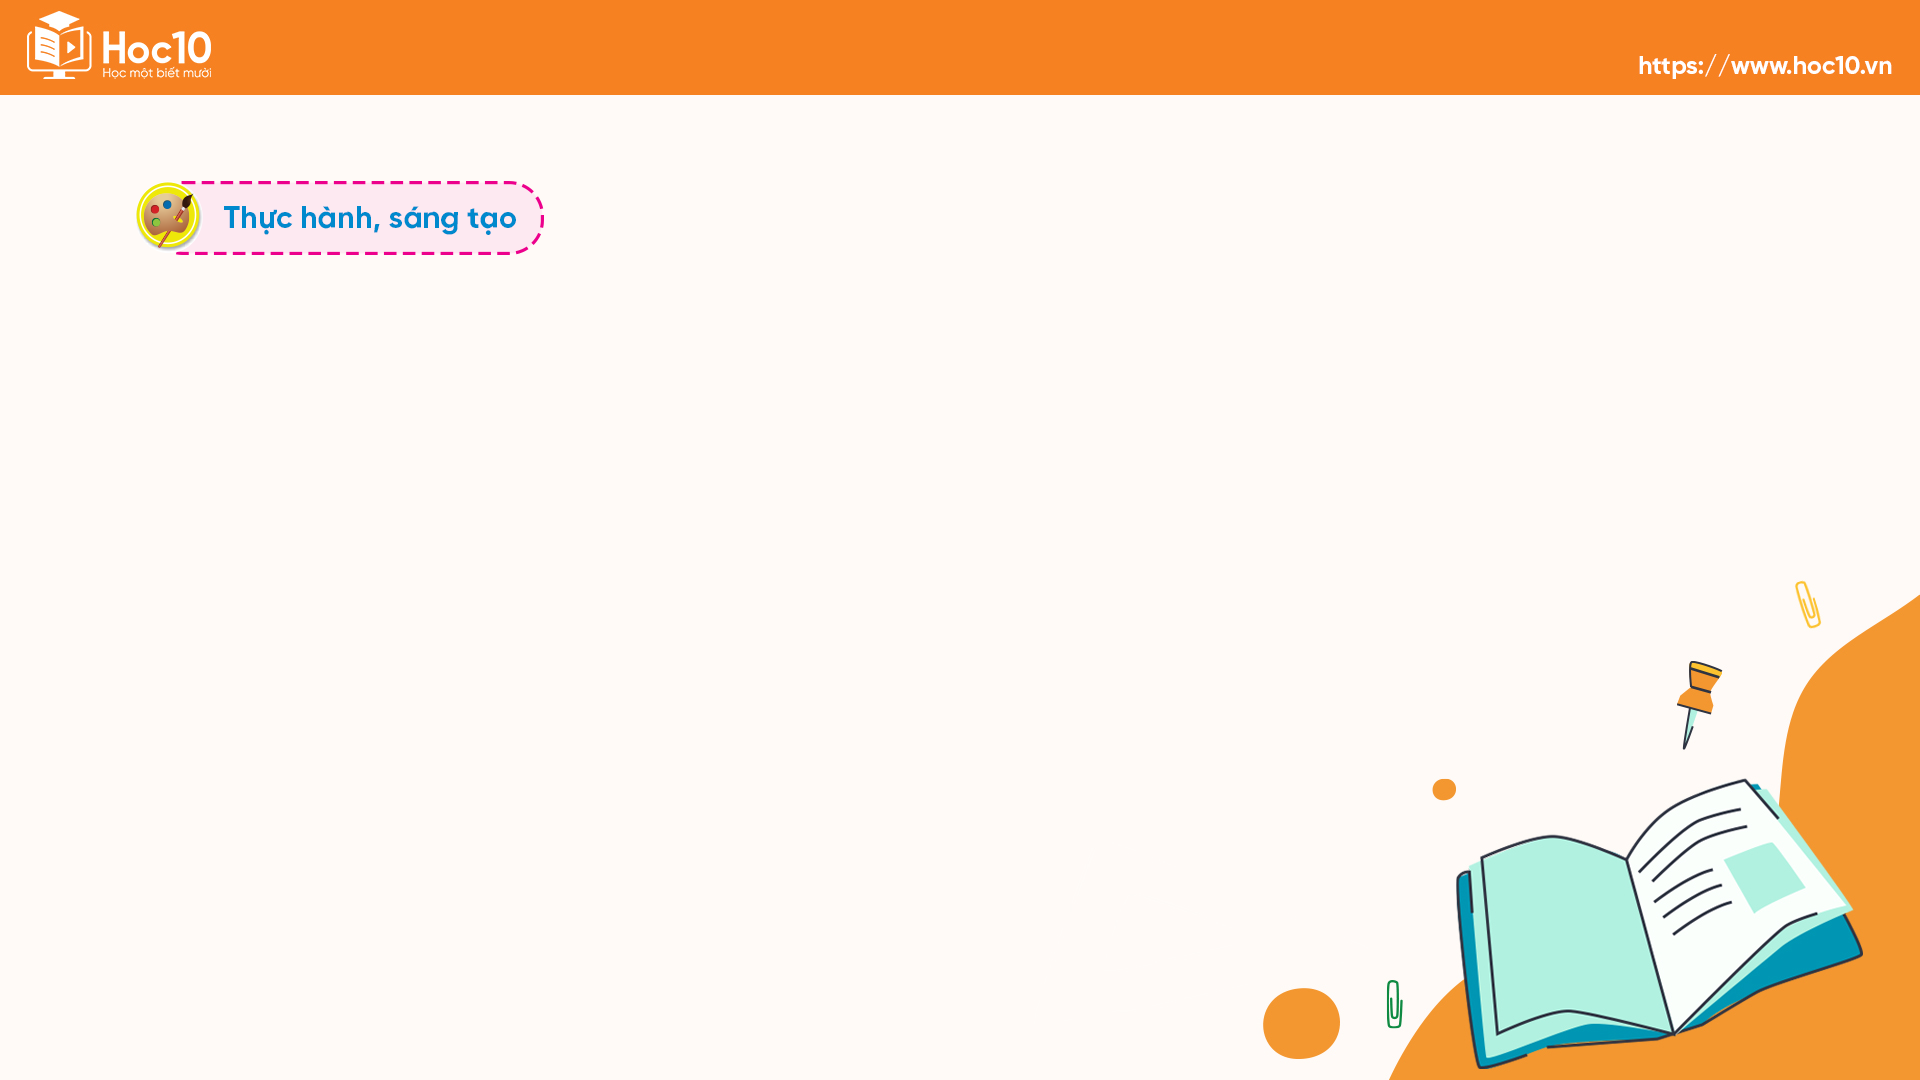 Hoc10
Học một biết mười
https://www.hoc10.vn
Thực hành, sáng tạo